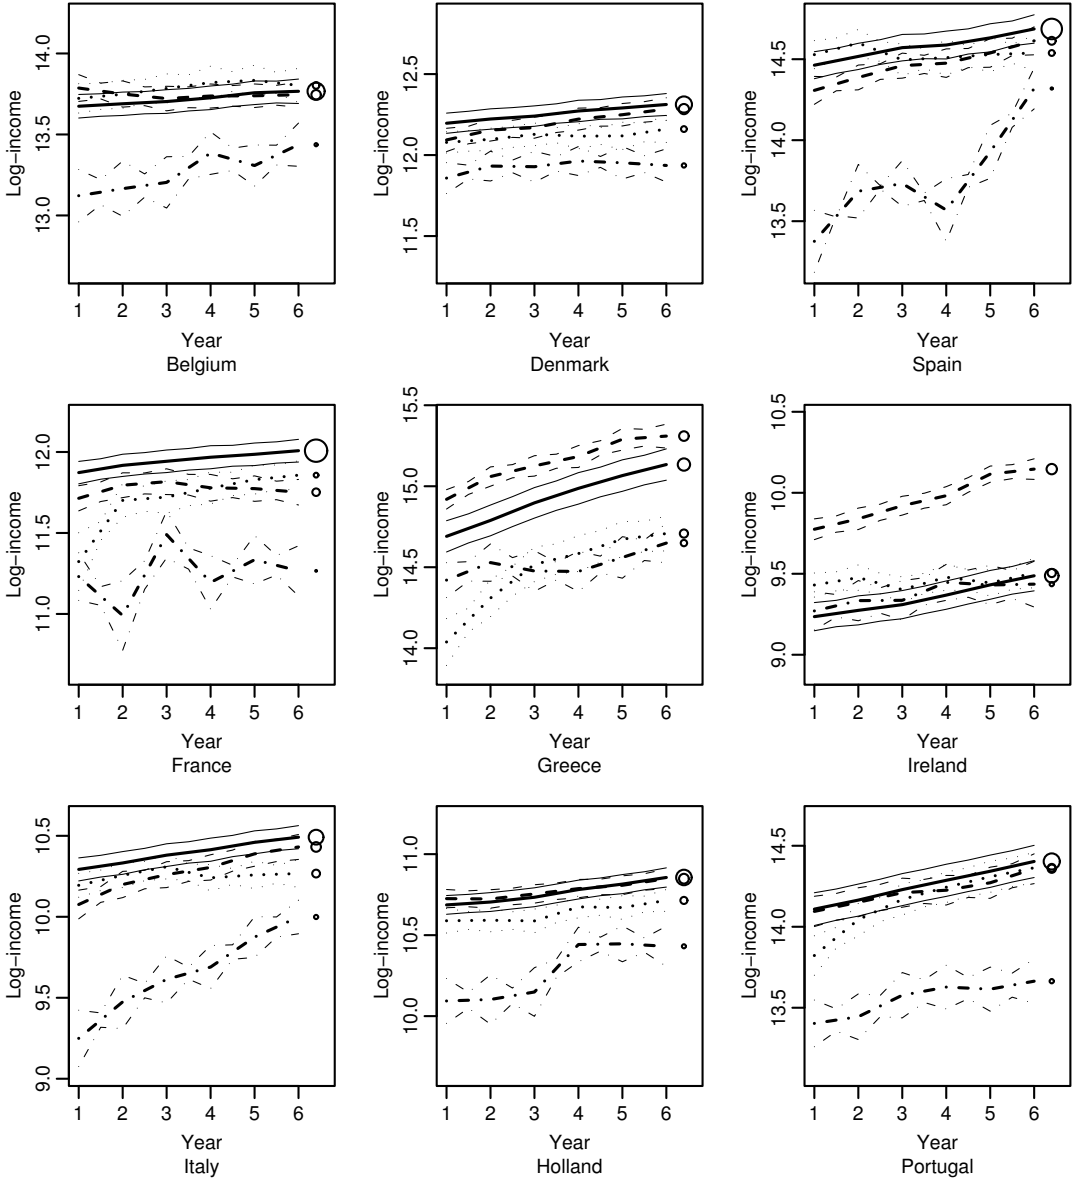 Log−income
13.0 13.5 14.0
1 2 3 4 5 6
Year
Belgium
Log−income
11.5 12.0 12.5
1 2 3 4 5 6
Year
Denmark
Log−income
13.5 14.0 14.5
1 2 3 4 5 6
Year
Spain
Log−income
11.0 11.5 12.0
1 2 3 4 5 6
Year
France
Log−income
14.0 14.5 15.0 15.5
1 2 3 4 5 6
Year
Greece
Log−income
9.0 9.5 10.0 10.5
1 2 3 4 5 6
Year
Ireland
Log−income
9.0 9.5 10.0 10.5
1 2 3 4 5 6
Year
Italy
Log−income
10.0 10.5 11.0
1 2 3 4 5 6
Year
Holland
Log−income
13.5 14.0 14.5
1 2 3 4 5 6
Year
Portugal